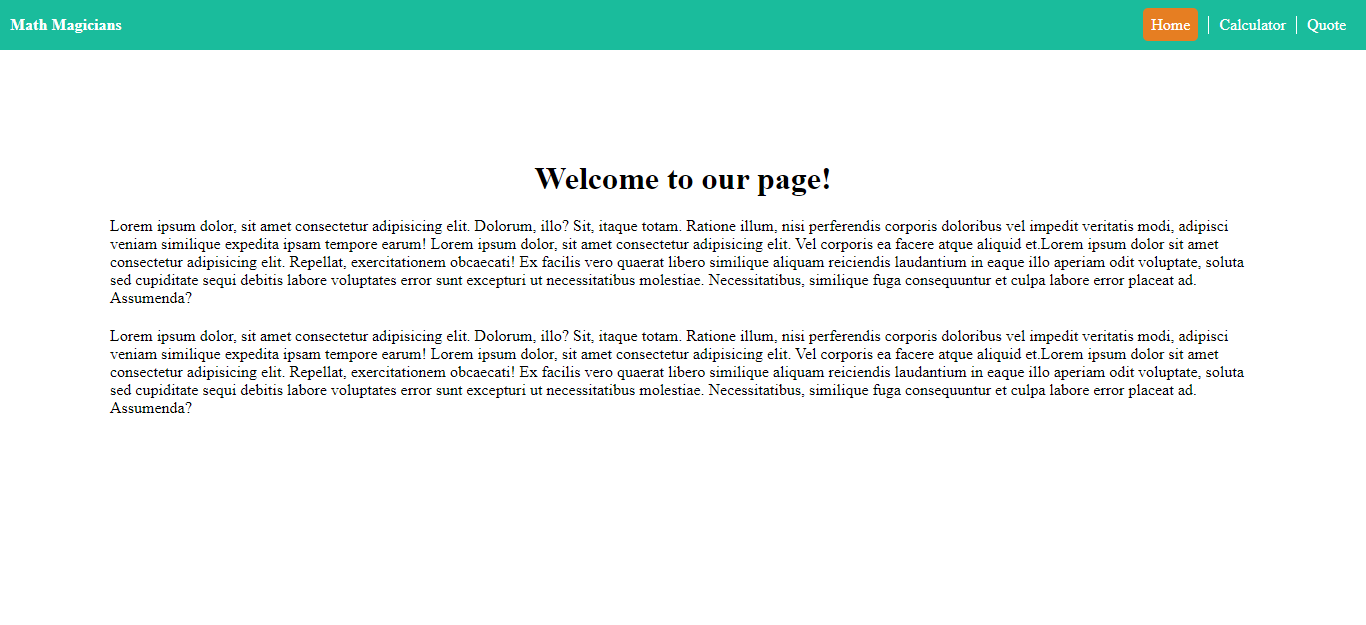 Math Magicians
Home
Calculator
Quote
Welcome to our page!
Lorem ipsum dolor, sit amet consectetur adipisicing elit. Dolorum, illo? Sit, itaque totam. Ratione illum, nisi perferendis corporis doloribus vel impedit veritatis modi, adipisci
veniam similique expedita ipsam tempore earum! Lorem ipsum dolor, sit amet consectetur adipisicing elit. Vel corporis ea facere atque aliquid et.Lorem ipsum dolor sit amet
consectetur adipisicing elit. Repellat, exercitationem obcaecati! Ex facilis vero quaerat libero similique aliquam reiciendis laudantium in eaque illo aperiam odit voluptate, soluta
sed cupiditate sequi debitis labore voluptates error sunt excepturi ut necessitatibus molestiae. Necessitatibus, similique fuga consequuntur et culpa labore error placeat ad.
Assumenda?
Lorem ipsum dolor, sit amet consectetur adipisicing elit. Dolorum, illo? Sit, itaque totam. Ratione illum, nisi perferendis corporis doloribus vel impedit veritatis modi, adipisci
veniam similique expedita ipsam tempore earum! Lorem ipsum dolor, sit amet consectetur adipisicing elit. Vel corporis ea facere atque aliquid et.Lorem ipsum dolor sit amet
consectetur adipisicing elit. Repellat, exercitationem obcaecati! Ex facilis vero quaerat libero similique aliquam reiciendis laudantium in eaque illo aperiam odit voluptate, soluta
sed cupiditate sequi debitis labore voluptates error sunt excepturi ut necessitatibus molestiae. Necessitatibus, similique fuga consequuntur et culpa labore error placeat ad.
Assumenda?